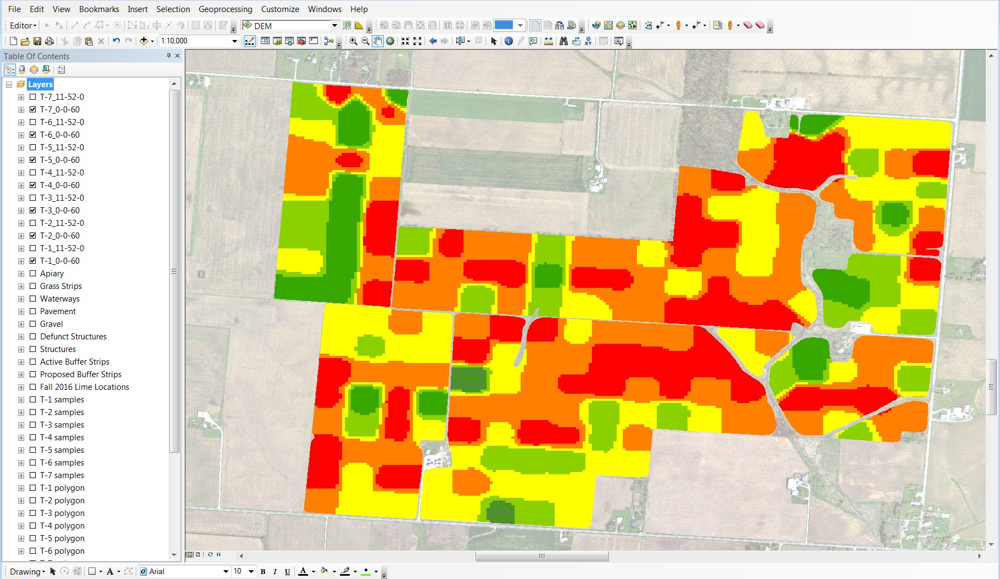 File Edit View Bookmarks Insert Selection Geoprocessing Customize Windows Help
Editor DEM 100%
1:10,000 XY
Table Of Contents
Layers
T-7_11-52-0
T-7_0-0-60
T-6_11-52-0
T-6_0-0-60
T-5_11-52-0
T-5_0-0-60
T-4_11-52-0
T-4_0-0-60
T-3_11-52-0
T-3_0-0-60
T-2_11-52-0
T-2_0-0-60
T-1_11-52-0
T-1_0-0-60
Apiary
Grass Strips
Waterways
Pavement
Gravel
Defunct Structures
Structures
Active Buffer Strips
Proposed Buffer Strips
Fall 2016 Lime Locations
T-1 samples
T-2 samples
T-3 samples
T-4 samples
T-5 samples
T-6 samples
T-7 samples
T-1 polygon
T-2 polygon
T-3 polygon
T-4 polygon
T-5 polygon
T-6 polygon
Drawing A Arial 10 B I U A